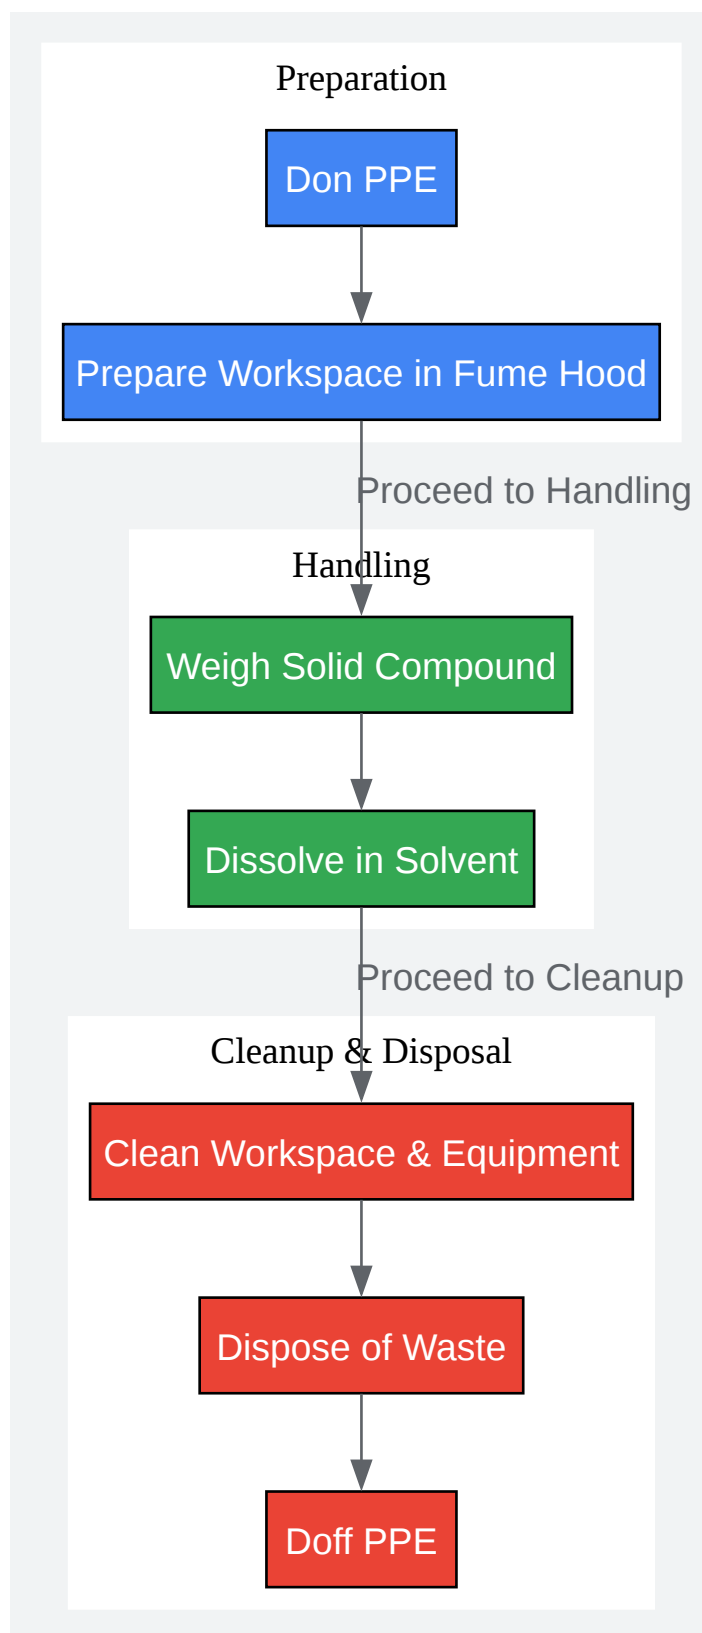 Preparation
Don PPE
Prepare Workspace in Fume Hood
Proceed to Handling
Handling
Weigh Solid Compound
Dissolve in Solvent
Proceed to Cleanup
Cleanup & Disposal
Clean Workspace & Equipment
Dispose of Waste
Doff PPE